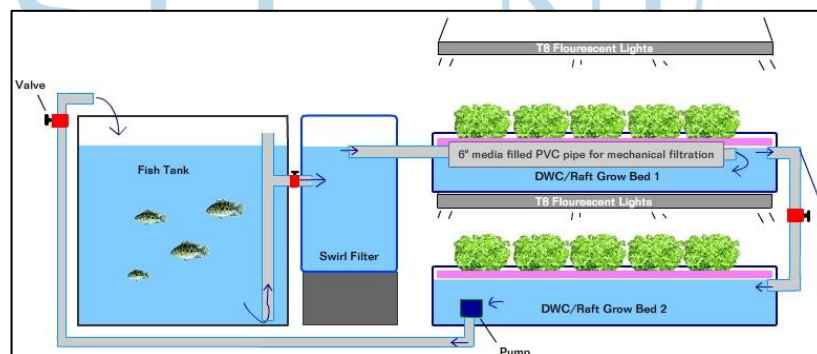 T8 Flourescent Lights
Valve
Fish Tank
6" media filled PVC pipe for mechanical filtration
DWC/Raft Grow Bed 1
T8 Flourescent Lights
Swirl Filter
DWC/Raft Grow Bed 2
Pump